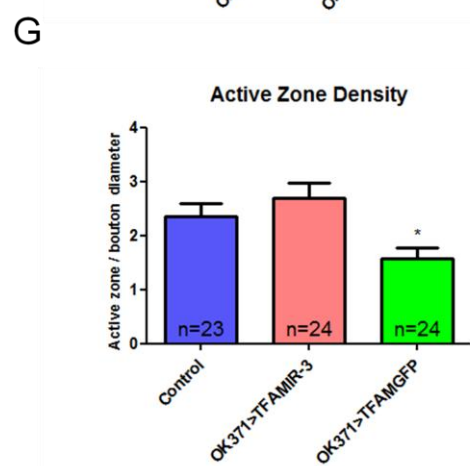 G
Active Zone Density
Active zone / bouton diameter
4
3
2
1
0
*
n=23
n=24
n=24
Control
OK371>TFAMIR-3
OK371>TFAMGFP